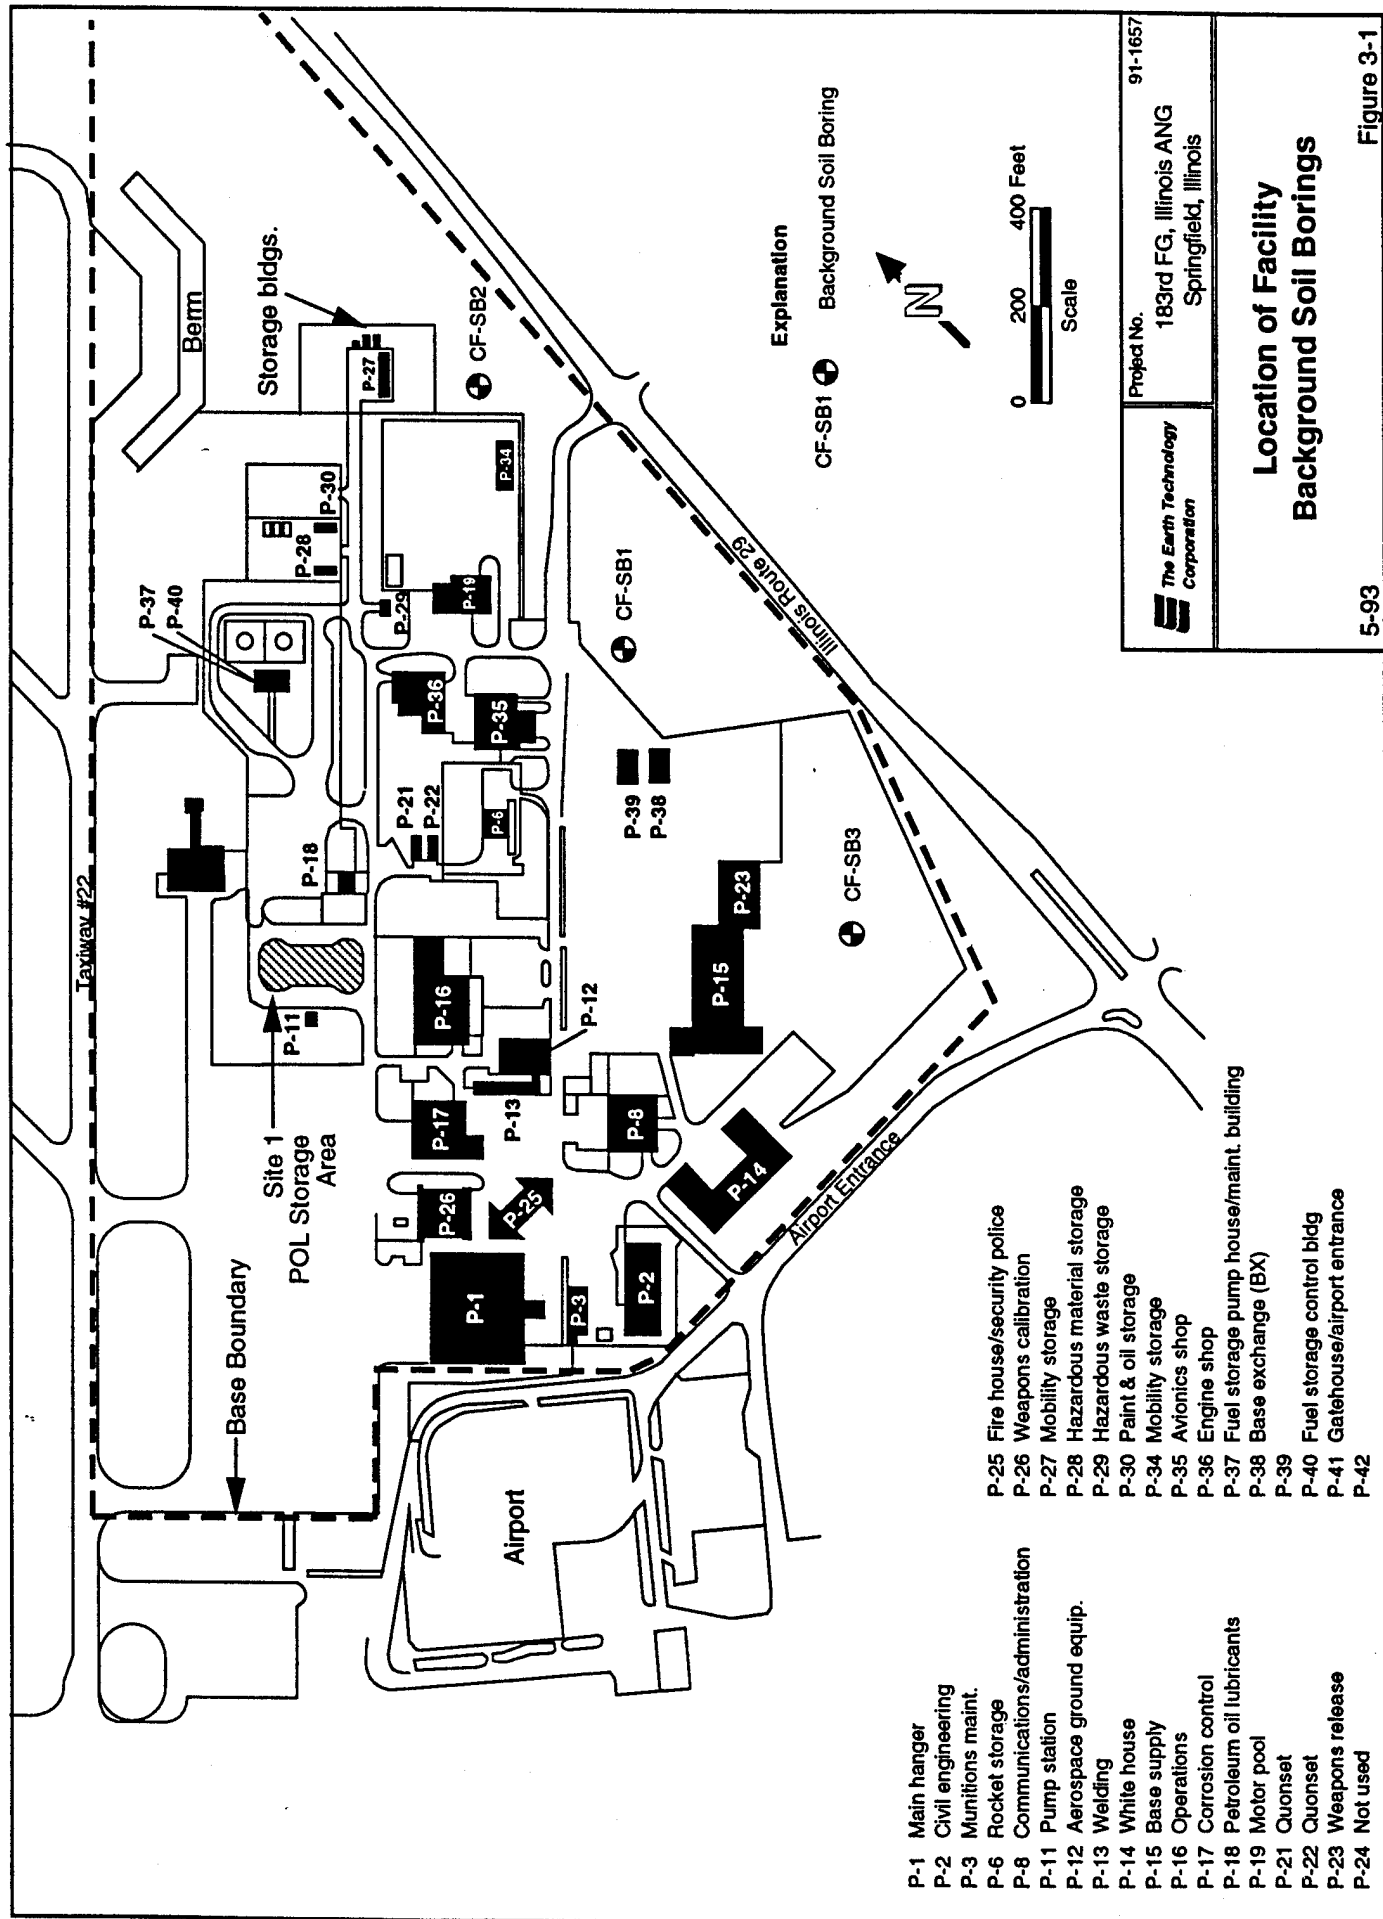 Taxiway #22
Berm
Storage bldgs.
P-27
CF-SB2
P-30
P-28
P-34
P-37
P-40
P-29
P-19
CF-SB1
P-36
P-35
P-21
P-22
P-6
P-39
P-38
P-18
P-23
CF-SB3
P-16
P-15
P-12
P-11
Site 1
POL Storage
Area
P-17
P-13
P-8
P-14
P-26
P-25
Base Boundary
P-1
P-3
P-2
Airport
Airport Entrance
Illinois Route 29
Explanation
CF-SB1 Background Soil Boring
N
0 200 400 Feet
Scale
P-1 Main hanger
P-2 Civil engineering
P-3 Munitions maint.
P-6 Rocket storage
P-8 Communications/administration
P-11 Pump station
P-12 Aerospace ground equip.
P-13 Welding
P-14 White house
P-15 Base supply
P-16 Operations
P-17 Corrosion control
P-18 Petroleum oil lubricants
P-19 Motor pool
P-21 Quonset
P-22 Quonset
P-23 Weapons release
P-24 Not used
P-25 Fire house/security police
P-26 Weapons calibration
P-27 Mobility storage
P-28 Hazardous material storage
P-29 Hazardous waste storage
P-30 Paint & oil storage
P-34 Mobility storage
P-35 Avionics shop
P-36 Engine shop
P-37 Fuel storage pump house/maint. building
P-38 Base exchange (BX)
P-39
P-40 Fuel storage control bldg
P-41 Gatehouse/airport entrance
P-42
The Earth Technology
Corporation
Project No. 91-1657
183rd FG, Illinois ANG
Springfield, Illinois
Location of Facility
Background Soil Borings
5-93 Figure 3-1